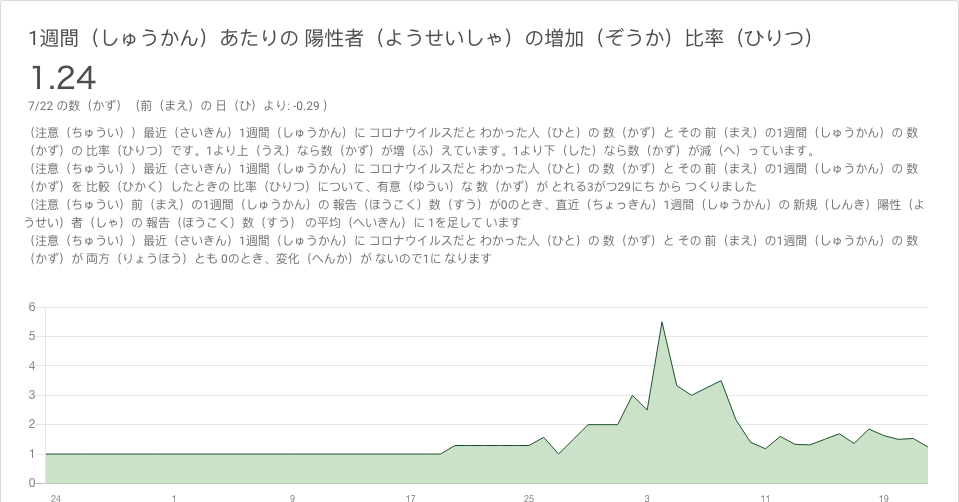 1週間（しゅうかん）あたりの 陽性者（ようせいしゃ）の増加（ぞうか）比率（ひりつ）
1.24
7/22 の数（かず）（前（まえ）の 日（ひ）より: -0.29 ）
（注意（ちゅうい））最近（さいきん）1週間（しゅうかん）に コロナウイルスだと わかった人（ひと）の 数（かず）と その 前（まえ）の1週間（しゅうかん）の 数
（かず）の 比率（ひりつ）です。1より上（うえ）なら数（かず）が増（ふ）えています。1より下（した）なら数（かず）が減（へ）っています。
（注意（ちゅうい））最近（さいきん）1週間（しゅうかん）に コロナウイルスだと わかった人（ひと）の 数（かず）と その 前（まえ）の1週間（しゅうかん）の 数
（かず）を 比較（ひかく）したときの 比率（ひりつ）について、有意（ゆうい）な 数（かず）が とれる3がつ29にち から つくりました
（注意（ちゅうい）前（まえ）の1週間（しゅうかん）の 報告（ほうこく）数（すう）が0のとき、直近（ちょっきん）1週間（しゅうかん）の 新規（しんき）陽性（よ
うせい）者（しゃ）の 報告（ほうこく）数（すう） の平均（へいきん）に 1を足して います
（注意（ちゅうい））最近（さいきん）1週間（しゅうかん）に コロナウイルスだと わかった人（ひと）の 数（かず）と その 前（まえ）の1週間（しゅうかん）の 数
（かず）が 両方（りょうほう）とも 0のとき、変化（へんか）が ないので1に なります
6
5
4
3
2
1
0
24 1 9 17 25 3 11 19